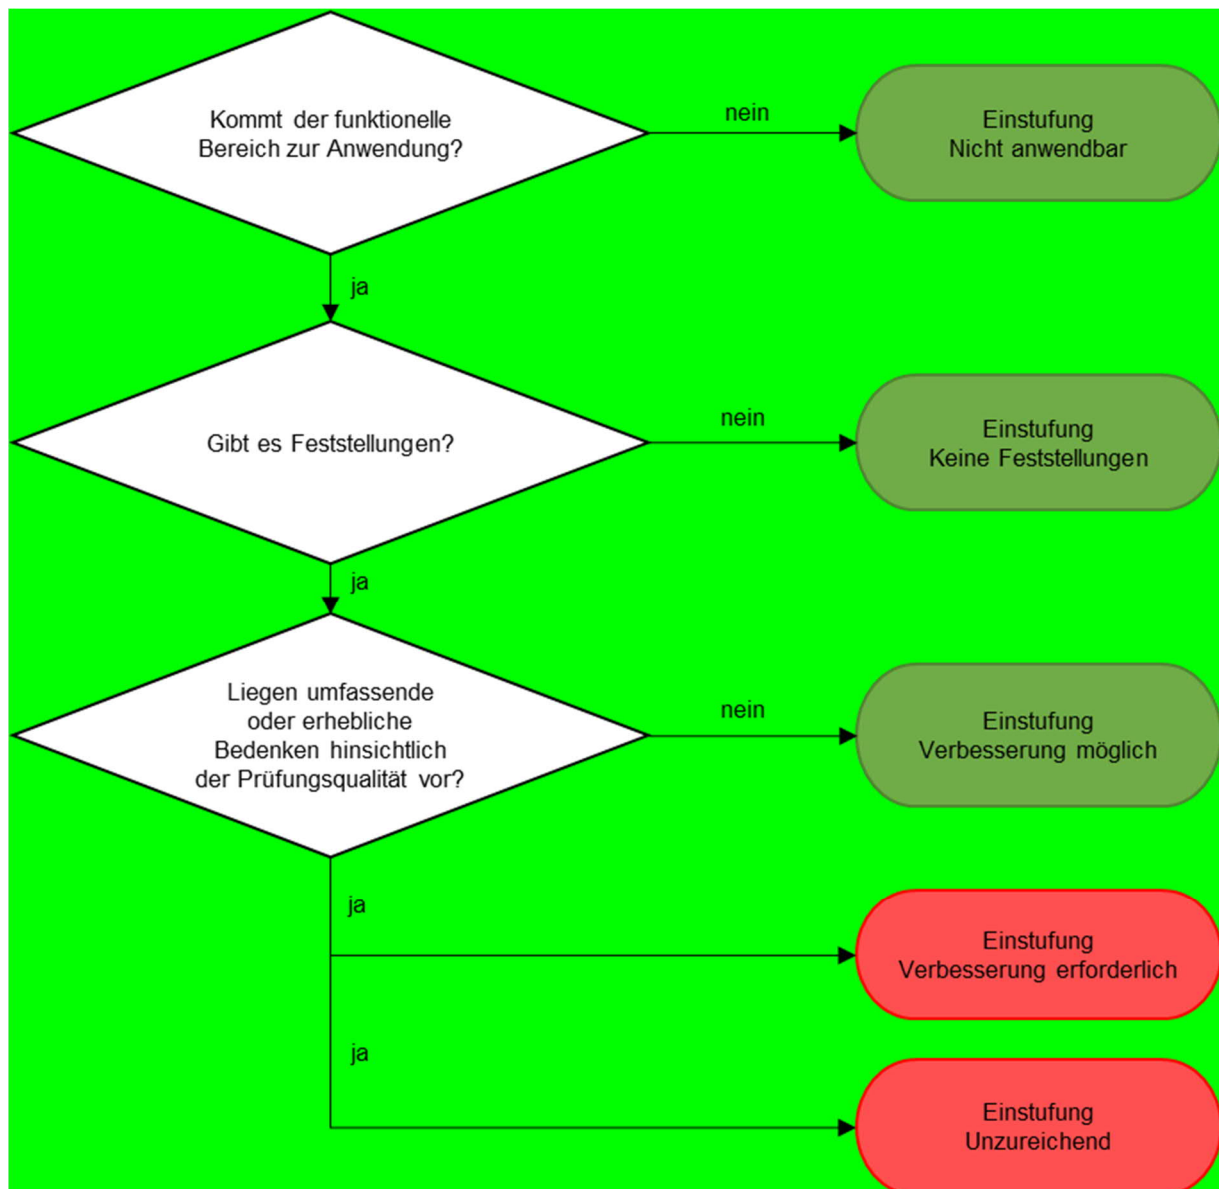 Kommt der funktionelle
Bereich zur Anwendung?
nein
Einstufung
Nicht anwendbar
ja
Gibt es Feststellungen?
nein
Einstufung
Keine Feststellungen
ja
Liegen umfassende
oder erhebliche
Bedenken hinsichtlich
der Prüfungsqualität vor?
nein
Einstufung
Verbesserung möglich
ja
Einstufung
Verbesserung erforderlich
ja
Einstufung
Unzureichend